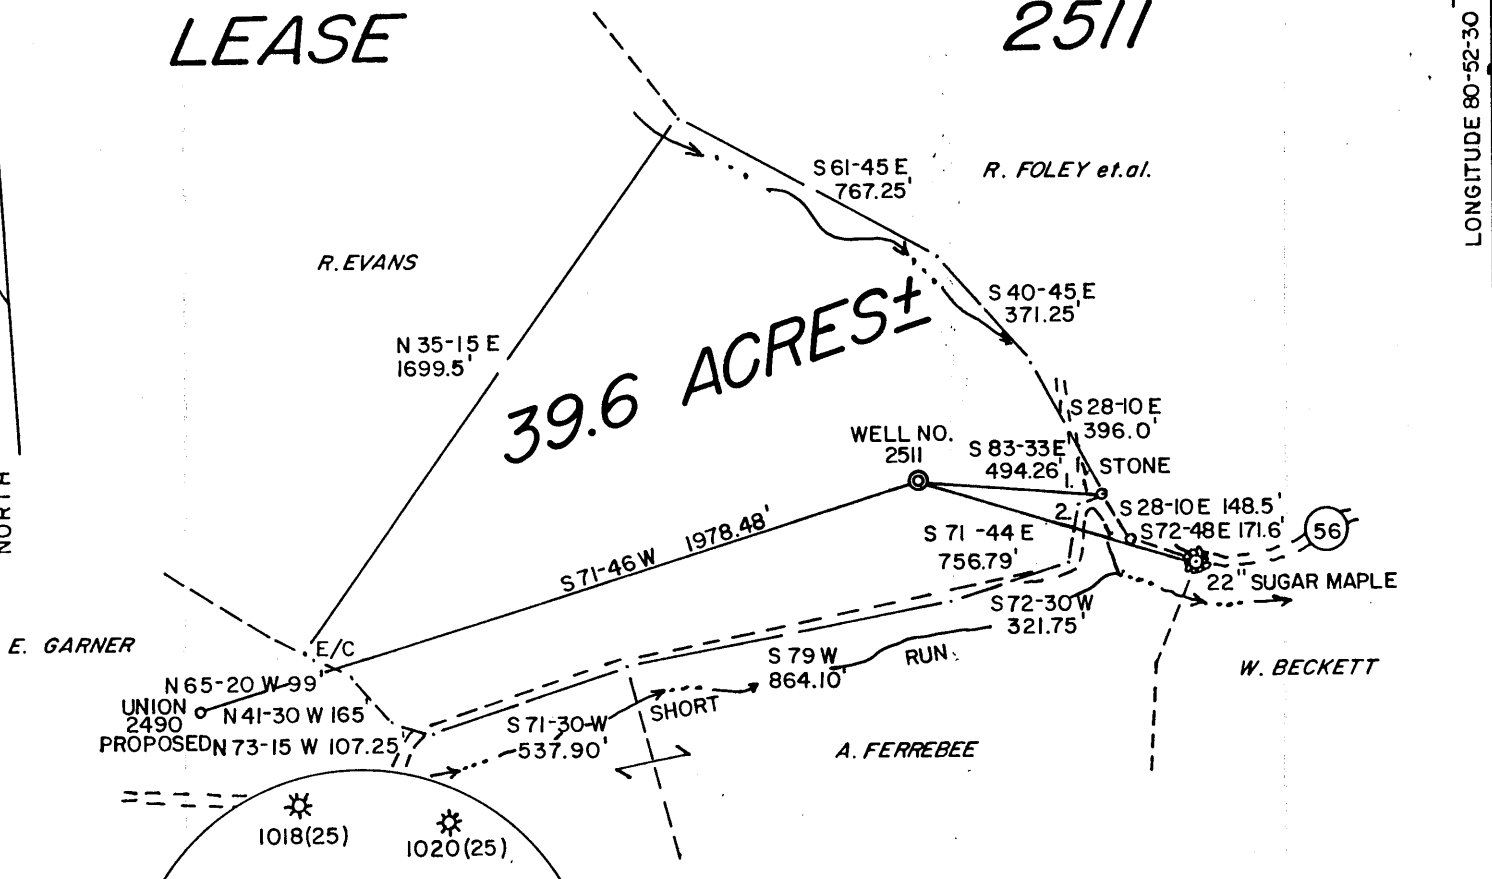 LEASE
2511
LONGITUDE 80-52-30
S 61-45 E
767.25'
R. FOLEY et.al.
R. EVANS
S 40-45 E
371.25'
N 35-15 E
1699.5'
39.6 ACRES±
S 28-10 E
396.0'
WELL NO.
2511
S 83-33 E
494.26'
1.
STONE
2.
S 28-10 E 148.5'
S 72-48 E 171.6'
56
S 71-44 E
756.79'
S 71-46 W 1978.48'
NORTH
22" SUGAR MAPLE
S 72-30 W
321.75'
E. GARNER
E/C
S 79 W
864.10'
RUN
W. BECKETT
N 65-20 W 99'
UNION
2490
PROPOSED
N 41-30 W 165'
N 73-15 W 107.25'
S 71-30 W
537.90'
SHORT
A. FERREBEE
1018(25)
1020(25)